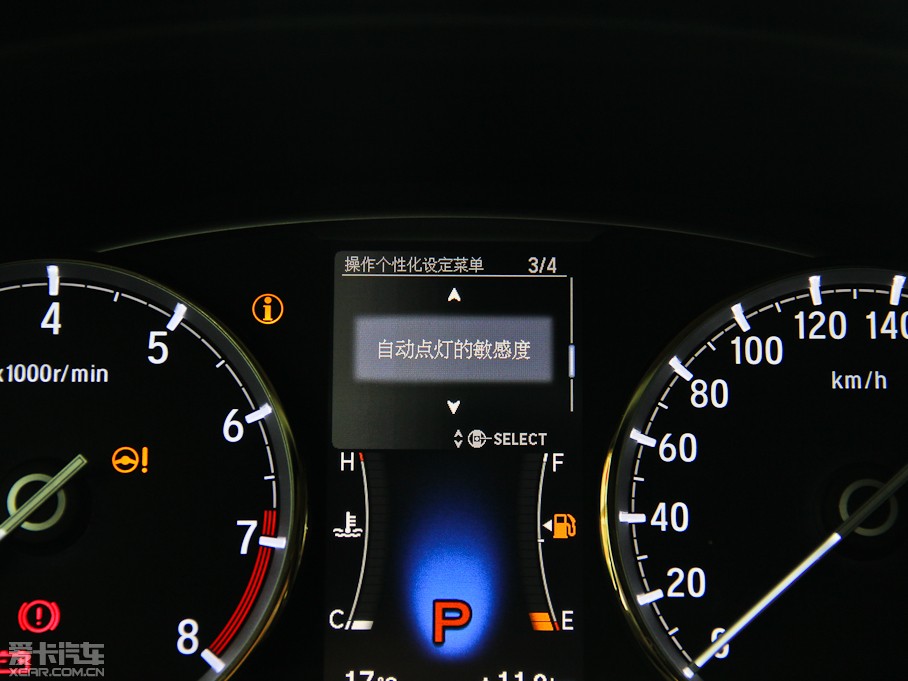 操作个性化设定菜单 3/4
自动点灯的敏感度
SELECT
4
5
6
7
8
x1000r/min
H
C
F
E
P
0
20
40
60
80
100
120
140
km/h
爱卡汽车
XCAR.COM.CN